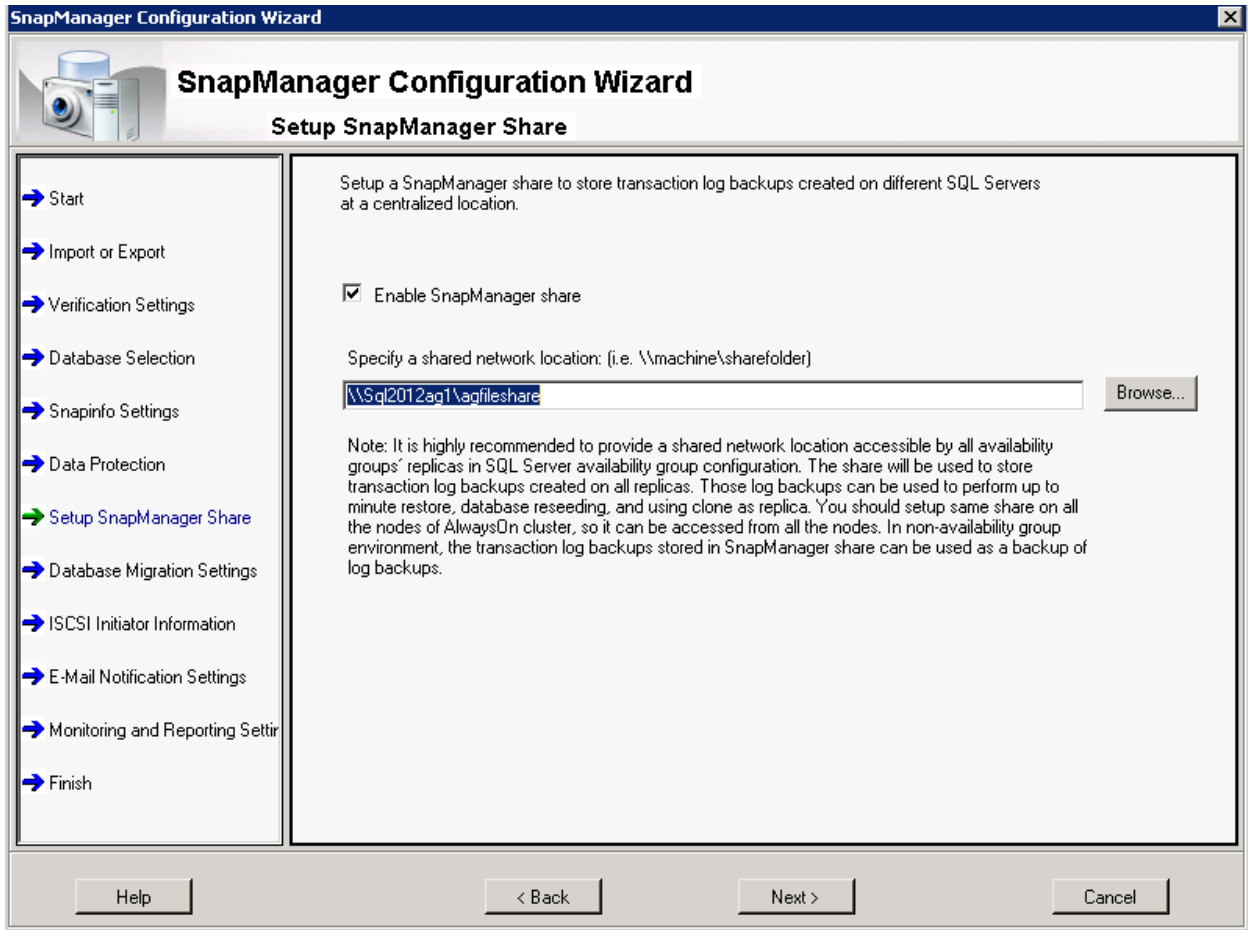 SnapManager Configuration Wizard
SnapManager Configuration Wizard
Setup SnapManager Share
Start
Import or Export
Verification Settings
Database Selection
Snapinfo Settings
Data Protection
Setup SnapManager Share
Database Migration Settings
ISCSI Initiator Information
E-Mail Notification Settings
Monitoring and Reporting Settin
Finish
Setup a SnapManager share to store transaction log backups created on different SQL Servers
at a centralized location.
Enable SnapManager share
Specify a shared network location: (i.e. \\machine\sharefolder)
\\Sql2012ag1\agfileshare
Browse...
Note: It is highly recommended to provide a shared network location accessible by all availability
groups´ replicas in SQL Server availability group configuration. The share will be used to store
transaction log backups created on all replicas. Those log backups can be used to perform up to
minute restore, database reseeding, and using clone as replica. You should setup same share on all
the nodes of AlwaysOn cluster, so it can be accessed from all the nodes. In non-availability group
environment, the transaction log backups stored in SnapManager share can be used as a backup of
log backups.
Help
< Back
Next >
Cancel